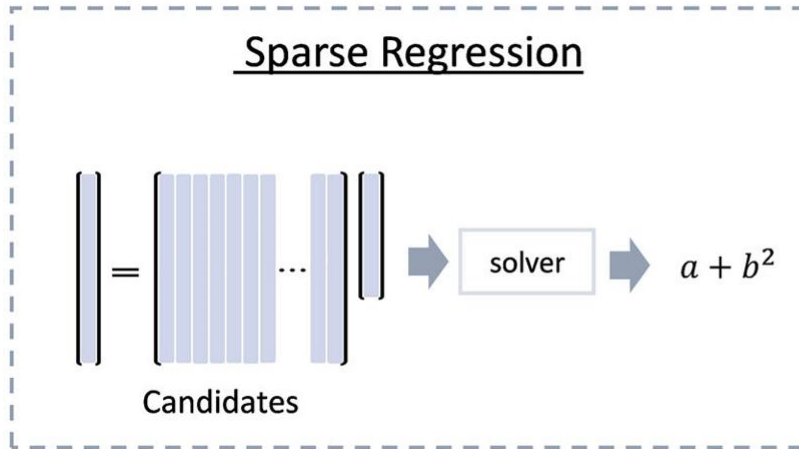 Sparse Regression
=
...
solver
a + b²
Candidates